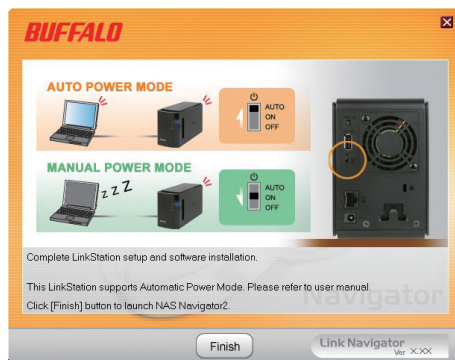 BUFFALO
AUTO POWER MODE
AUTO
ON
OFF
MANUAL POWER MODE
zzz
AUTO
ON
OFF
Complete LinkStation setup and software installation.
This LinkStation supports Automatic Power Mode. Please refer to user manual.
Click [Finish] button to launch NAS Navigator2.
Navigator
Finish
Link Navigator
Ver X.XX